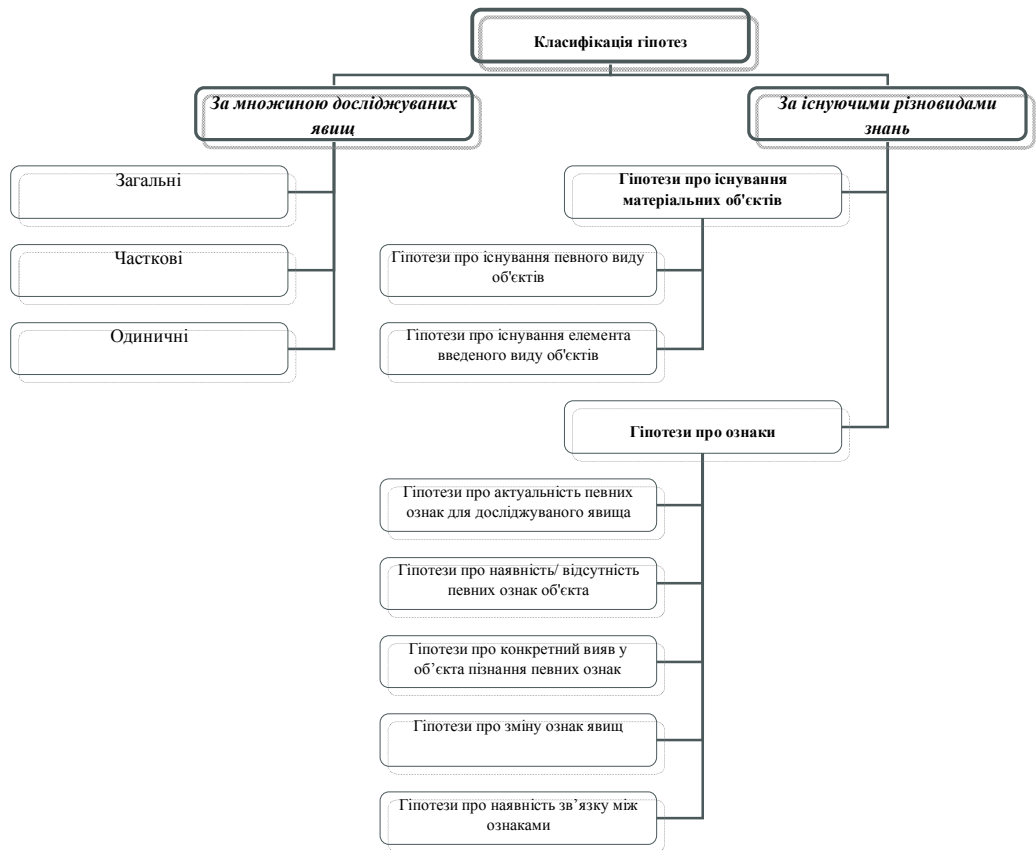 Класифікація гіпотез
За множиною досліджуваних
явищ
Загальні
Часткові
Одиничні
За існуючими різновидами
знань
Гіпотези про існування
матеріальних об'єктів
Гіпотези про існування певного виду
об'єктів
Гіпотези про існування елемента
введеного виду об'єктів
Гіпотези про ознаки
Гіпотези про актуальність певних
ознак для досліджуваного явища
Гіпотези про наявність/ відсутність
певних ознак об'єкта
Гіпотези про конкретний вияв у
об’єкта пізнання певних ознак
Гіпотези про зміну ознак явищ
Гіпотези про наявність зв’язку між
ознаками